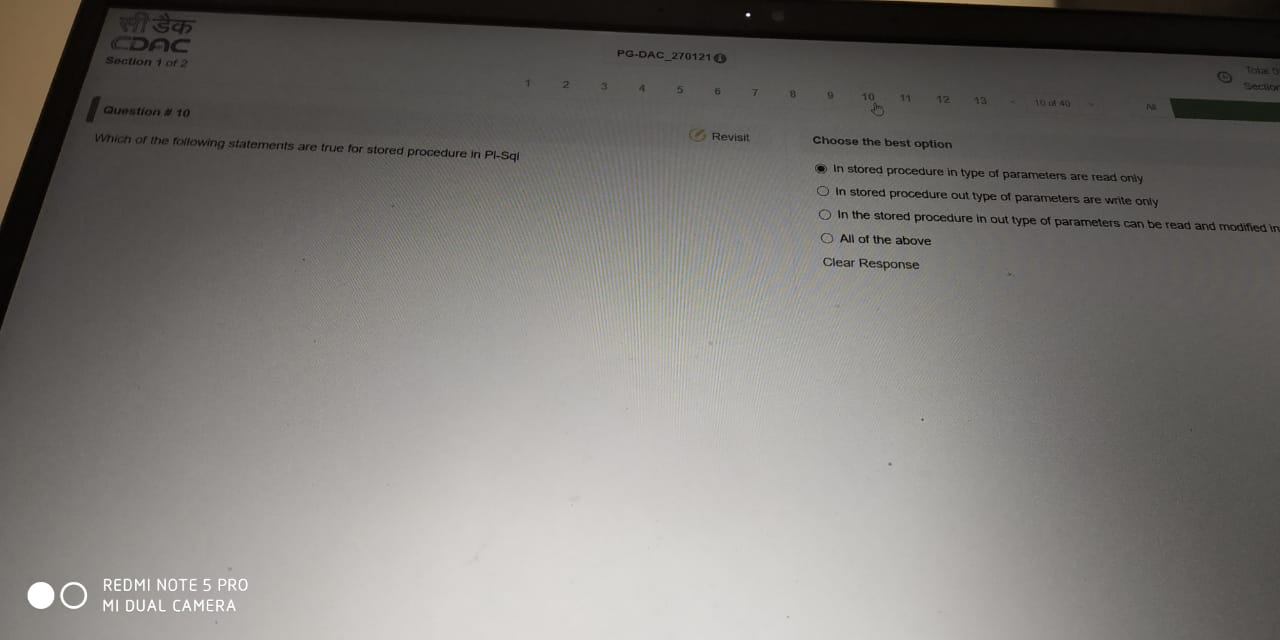 सी डैक
CDAC
Section 1 of 2
PG-DAC_270121
1 2 3 4 5 6 7 8 9 10 11 12 13 10 of 40 All
Total
Section
Question # 10
Revisit
Which of the following statements are true for stored procedure in Pl-Sql
Choose the best option
In stored procedure in type of parameters are read only
In stored procedure out type of parameters are write only
In the stored procedure in out type of parameters can be read and modified in
All of the above
Clear Response
REDMI NOTE 5 PRO
MI DUAL CAMERA